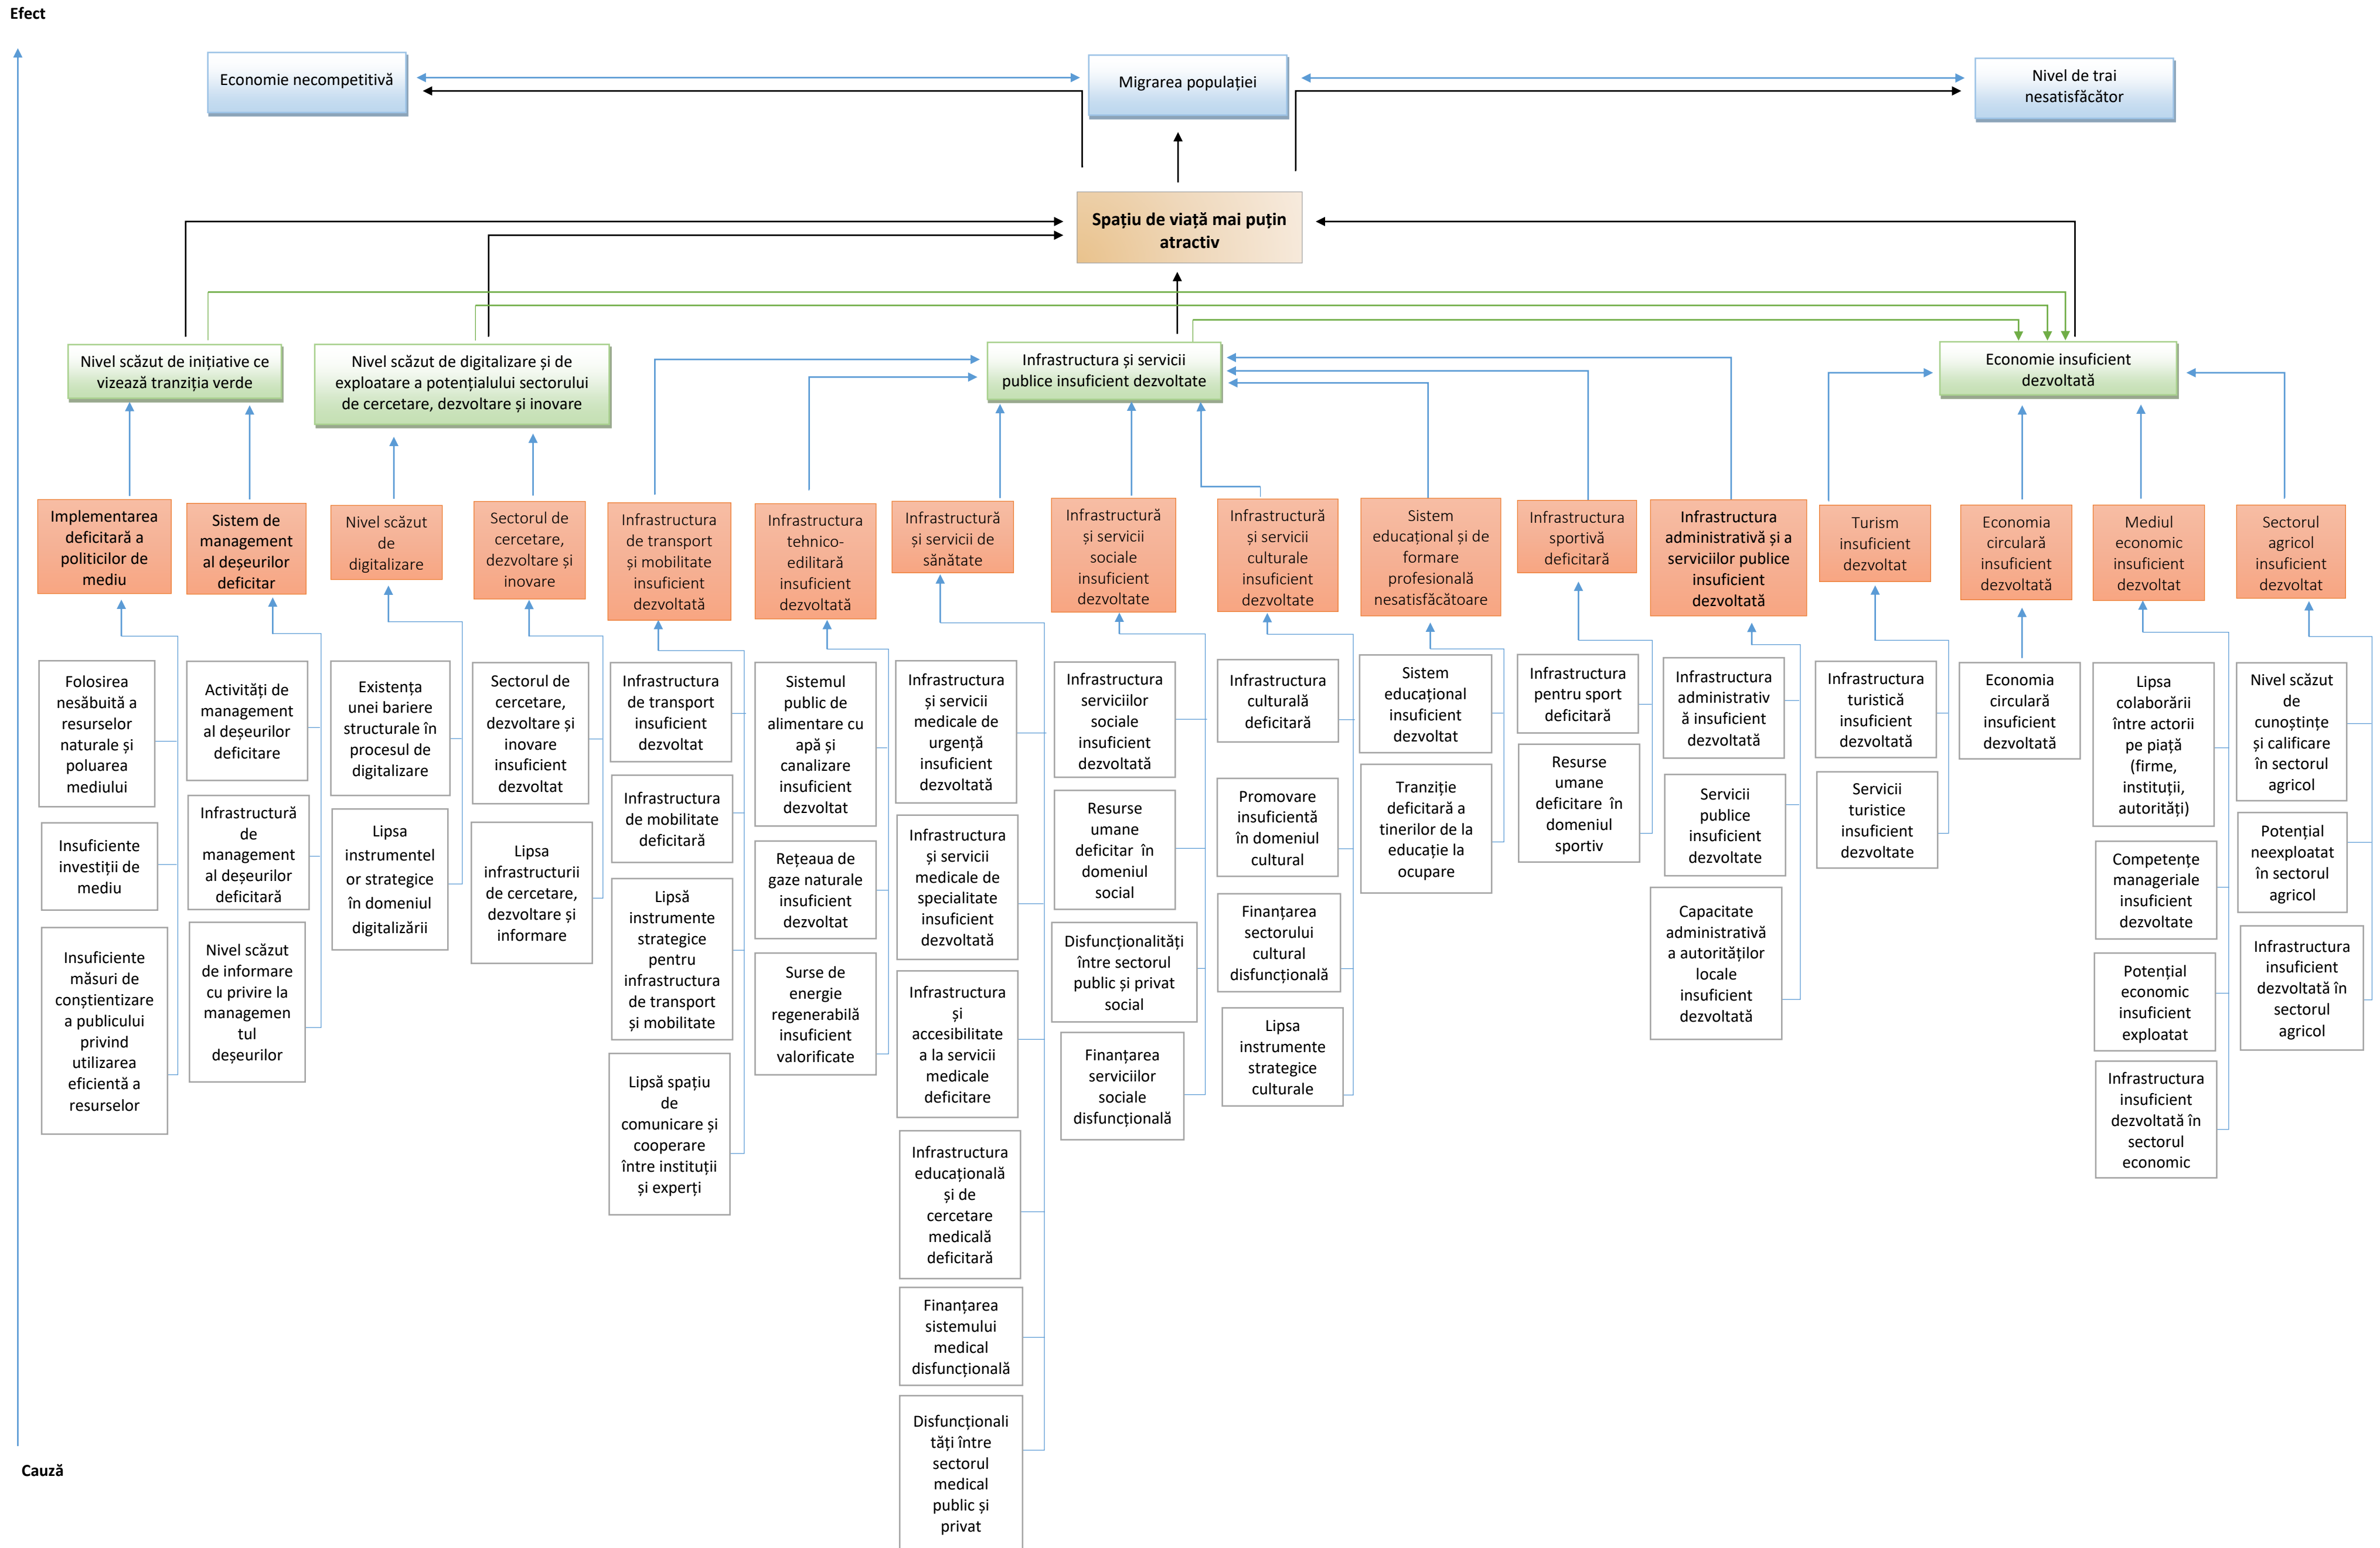 Efect
Economie necompetitivă
Migrarea populației
Nivel de trai
nesatisfăcător
Spațiu de viață mai puțin
atractiv
Nivel scăzut de inițiative ce
vizează tranziția verde
Nivel scăzut de digitalizare și de
exploatare a potențialului sectorului
de cercetare, dezvoltare și inovare
Infrastructura și servicii
publice insuficient dezvoltate
Economie insuficient
dezvoltată
Implementarea
deficitară a
politicilor de
mediu
Sistem de
management
al deșeurilor
deficitar
Nivel scăzut
de
digitalizare
Sectorul de
cercetare,
dezvoltare și
inovare
Infrastructura
de transport
și mobilitate
insuficient
dezvoltată
Infrastructura
tehnico-
edilitară
insuficient
dezvoltată
Infrastructură
și servicii de
sănătate
Infrastructură
și servicii
sociale
insuficient
dezvoltate
Infrastructură
și servicii
culturale
insuficient
dezvoltate
Sistem
educațional și de
formare
profesională
nesatisfăcătoare
Infrastructura
sportivă
deficitară
Infrastructura
administrativă și a
serviciilor publice
insuficient
dezvoltată
Turism
insuficient
dezvoltat
Economia
circulară
insuficient
dezvoltată
Mediul
economic
insuficient
dezvoltat
Sectorul
agricol
insuficient
dezvoltat
Folosirea
nesăbuită a
resurselor
naturale și
poluarea
mediului
Insuficiente
investiții de
mediu
Insuficiente
măsuri de
conștientizare
a publicului
privind
utilizarea
eficientă a
resurselor
Activități de
management
al deșeurilor
deficitare
Infrastructură
de
management
al deșeurilor
deficitară
Nivel scăzut
de informare
cu privire la
managemen
tul
deșeurilor
Existența
unei bariere
structurale în
procesul de
digitalizare
Lipsa
instrumentel
or strategice
în domeniul
digitalizării
Sectorul de
cercetare,
dezvoltare și
inovare
insuficient
dezvoltat
Lipsa
infrastructurii
de cercetare,
dezvoltare și
informare
Infrastructura
de transport
insuficient
dezvoltat
Infrastructura
de mobilitate
deficitară
Lipsă
instrumente
strategice
pentru
infrastructura
de transport
și mobilitate
Lipsă spațiu
de
comunicare și
cooperare
între instituții
și experți
Sistemul
public de
alimentare cu
apă și
canalizare
insuficient
dezvoltat
Rețeaua de
gaze naturale
insuficient
dezvoltat
Surse de
energie
regenerabilă
insuficient
valorificate
Infrastructura
și servicii
medicale de
urgență
insuficient
dezvoltată
Infrastructura
și servicii
medicale de
specialitate
insuficient
dezvoltată
Infrastructura
și
accesibilitate
a la servicii
medicale
deficitare
Infrastructura
educațională
și de
cercetare
medicală
deficitară
Finanțarea
sistemului
medical
disfuncțională
Disfuncționali
tăți între
sectorul
medical
public și
privat
Infrastructura
serviciilor
sociale
insuficient
dezvoltată
Resurse
umane
deficitar în
domeniul
social
Disfuncționalități
între sectorul
public și privat
social
Finanțarea
serviciilor
sociale
disfuncțională
Infrastructura
culturală
deficitară
Promovare
insuficientă
în domeniul
cultural
Finanțarea
sectorului
cultural
disfuncțională
Lipsa
instrumente
strategice
culturale
Sistem
educațional
insuficient
dezvoltat
Tranziție
deficitară a
tinerilor de la
educație la
ocupare
Infrastructura
pentru sport
deficitară
Resurse
umane
deficitare în
domeniul
sportiv
Infrastructura
administrativ
ă insuficient
dezvoltată
Servicii
publice
insuficient
dezvoltate
Capacitate
administrativă
a autorităților
locale
insuficient
dezvoltată
Infrastructura
turistică
insuficient
dezvoltată
Servicii
turistice
insuficient
dezvoltate
Economia
circulară
insuficient
dezvoltată
Lipsa
colaborării
între actorii
pe piață
(firme,
instituții,
autorități)
Competențe
manageriale
insuficient
dezvoltate
Potențial
economic
insuficient
exploatat
Infrastructura
insuficient
dezvoltată în
sectorul
economic
Nivel scăzut
de
cunoștințe
și calificare
în sectorul
agricol
Potențial
neexploatat
în sectorul
agricol
Infrastructura
insuficient
dezvoltată în
sectorul
agricol
Cauză